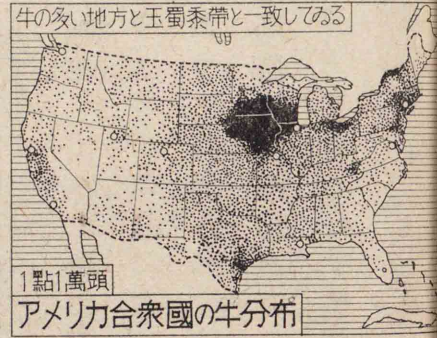 牛の多い地方と玉蜀黍帶と一致してゐる
1點1萬頭
アメリカ合衆國の牛分布